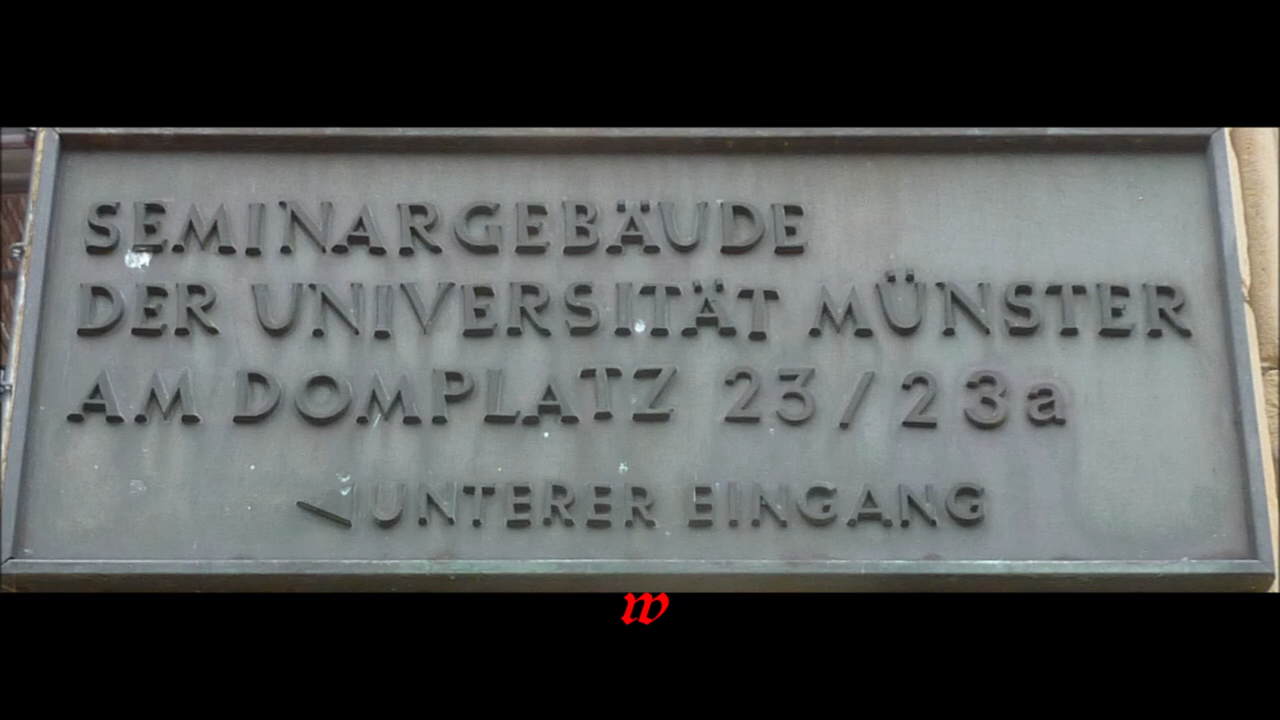 SEMINARGEBÄUDE
DER UNIVERSITÄT MÜNSTER
AM DOMPLATZ 23/23a
UNTERER EINGANG
w